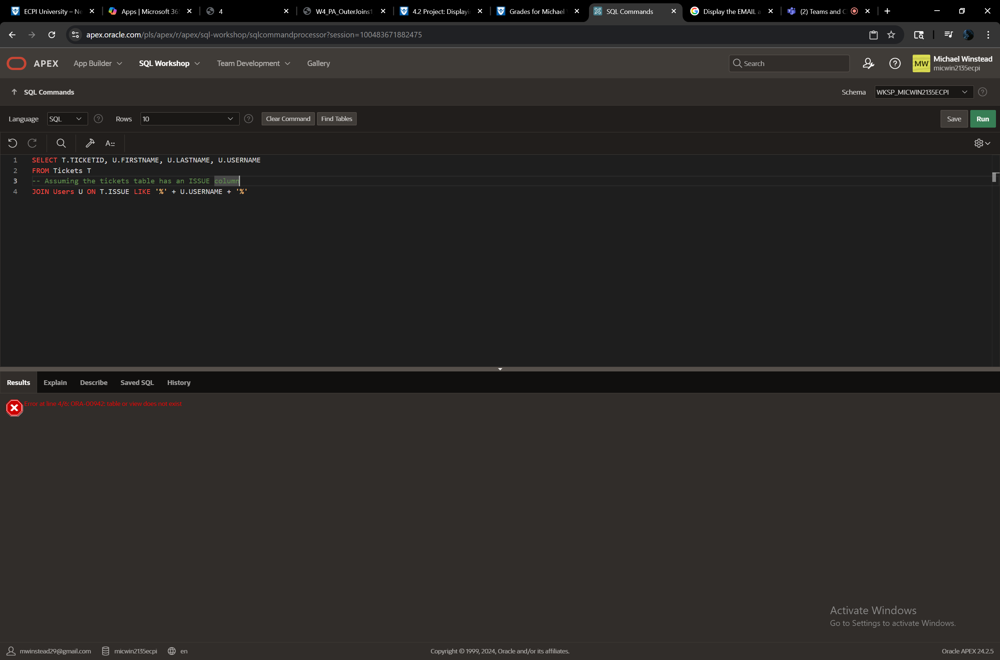 ECPI University – Ne
Apps | Microsoft 36
4
W4_PA_OuterJoins1
4.2 Project: Displayi
Grades for Michael
SQL Commands
Display the EMAIL a
(2) Teams and C
apex.oracle.com/pls/apex/r/apex/sql-workshop/sqlcommandprocessor?session=100483671882475
APEX
App Builder
SQL Workshop
Team Development
Gallery
Search
MW
Michael Winstead
micwin2135ecpi
SQL Commands
Schema
WKSP_MICWIN2135ECPI
Language
SQL
Rows
10
Clear Command
Find Tables
Save
Run
1 SELECT T.TICKETID, U.FIRSTNAME, U.LASTNAME, U.USERNAME
2 FROM Tickets T
3 -- Assuming the tickets table has an ISSUE column
4 JOIN Users U ON T.ISSUE LIKE '%' + U.USERNAME + '%'
Results
Explain
Describe
Saved SQL
History
Error at line 4/6: ORA-00942: table or view does not exist
Activate Windows
Go to Settings to activate Windows.
mwinstead29@gmail.com
micwin2135ecpi
en
Copyright © 1999, 2024, Oracle and/or its affiliates.
Oracle APEX 24.2.5